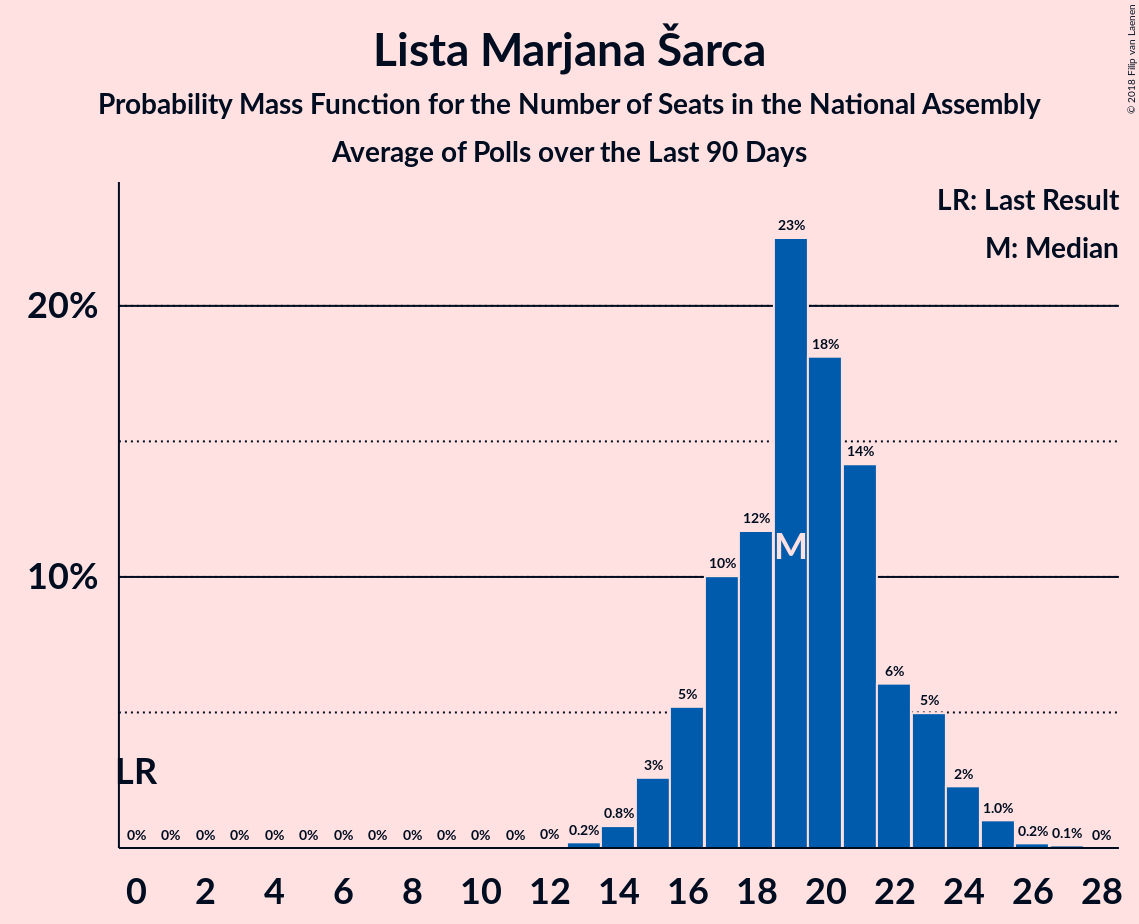 Lista Marjana Šarca
Probability Mass Function for the Number of Seats in the National Assembly
Average of Polls over the Last 90 Days
© 2018 Filip van Laenen
LR: Last Result
M: Median
23%
20%
18%
14%
12%
M
10%
10%
6%
5%
5%
LR
3%
2%
0% 0% 0% 0% 0% 0% 0% 0% 0% 0% 0% 0% 0% 0.2% 0.8% 1.0% 0.2% 0.1% 0%
0 2 4 6 8 10 12 14 16 18 20 22 24 26 28